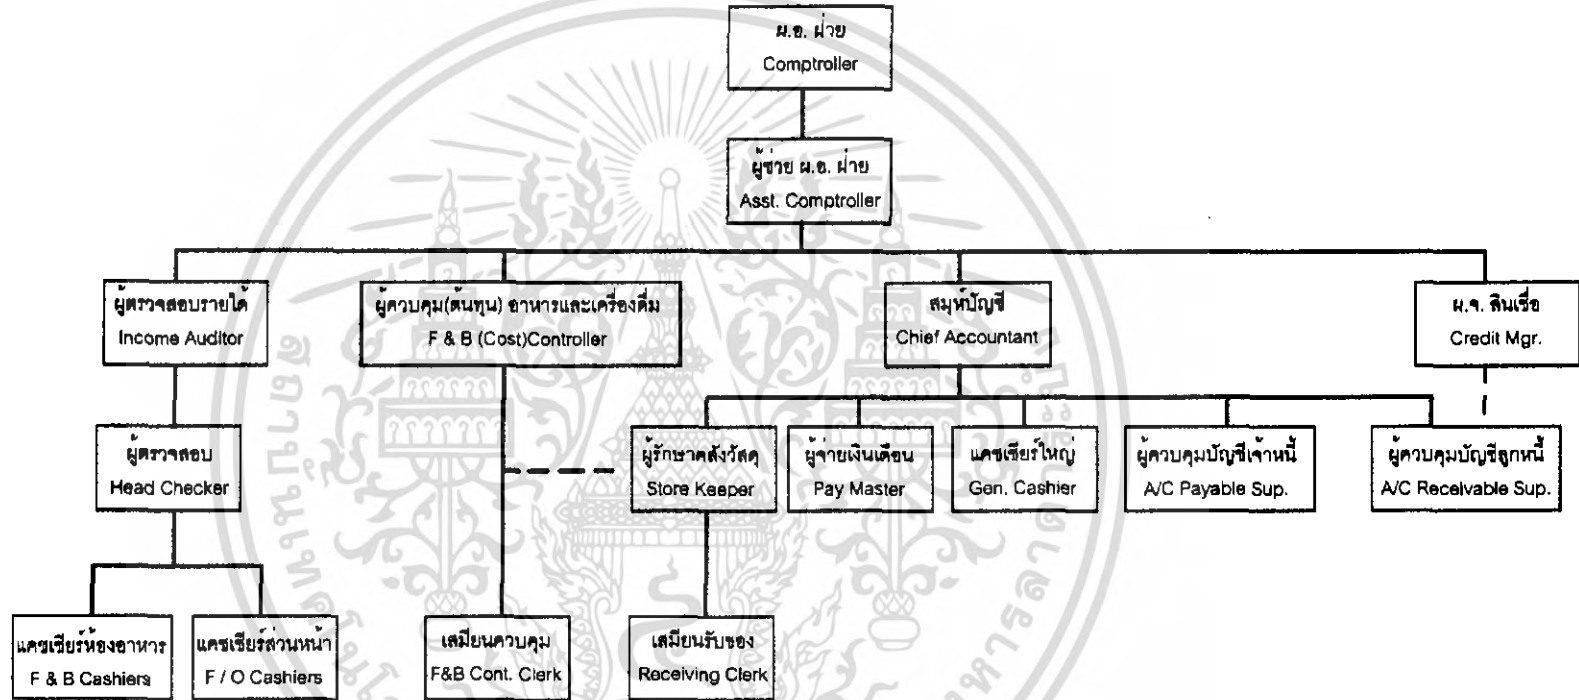 ผ.อ. ฝ่าย
Comptroller
ผู้ช่วย ผ.อ. ฝ่าย
Asst. Comptroller
ผู้ตรวจสอบรายได้
Income Auditor
ผู้ควบคุม(ต้นทุน) อาหารและเครื่องดื่ม
F & B (Cost)Controller
สมุห์บัญชี
Chief Accountant
ผ.จ. สินเชื่อ
Credit Mgr.
ผู้ตรวจสอบ
Head Checker
ผู้รักษาคลังวัสดุ
Store Keeper
ผู้จ่ายเงินเดือน
Pay Master
แคชเชียร์ใหญ่
Gen. Cashier
ผู้ควบคุมบัญชีเจ้าหนี้
A/C Payable Sup.
ผู้ควบคุมบัญชีลูกหนี้
A/C Receivable Sup.
แคชเชียร์ห้องอาหาร
F & B Cashiers
แคชเชียร์ส่วนหน้า
F / O Cashiers
เสมียนควบคุม
F&B Cont. Clerk
เสมียนรับของ
Receiving Clerk